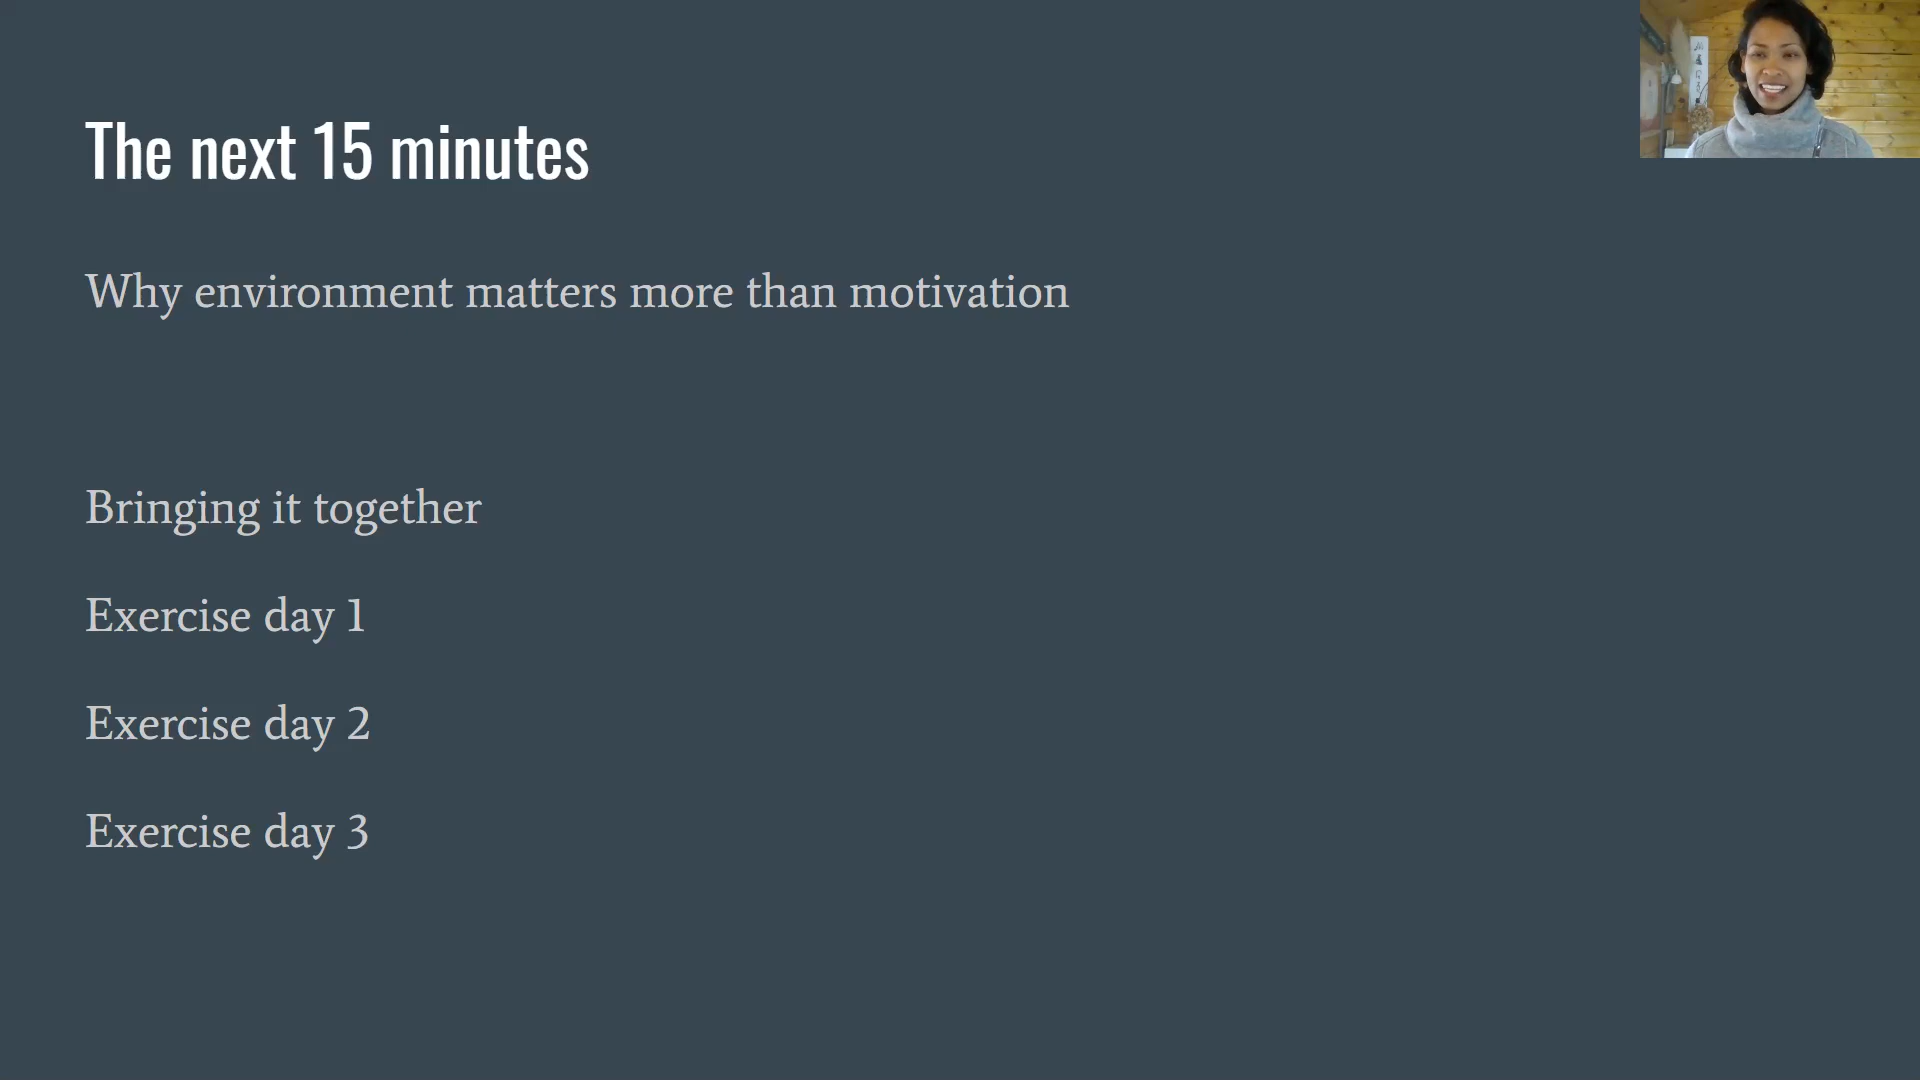 The next 15 minutes
Why environment matters more than motivation
Bringing it together
Exercise day 1
Exercise day 2
Exercise day 3